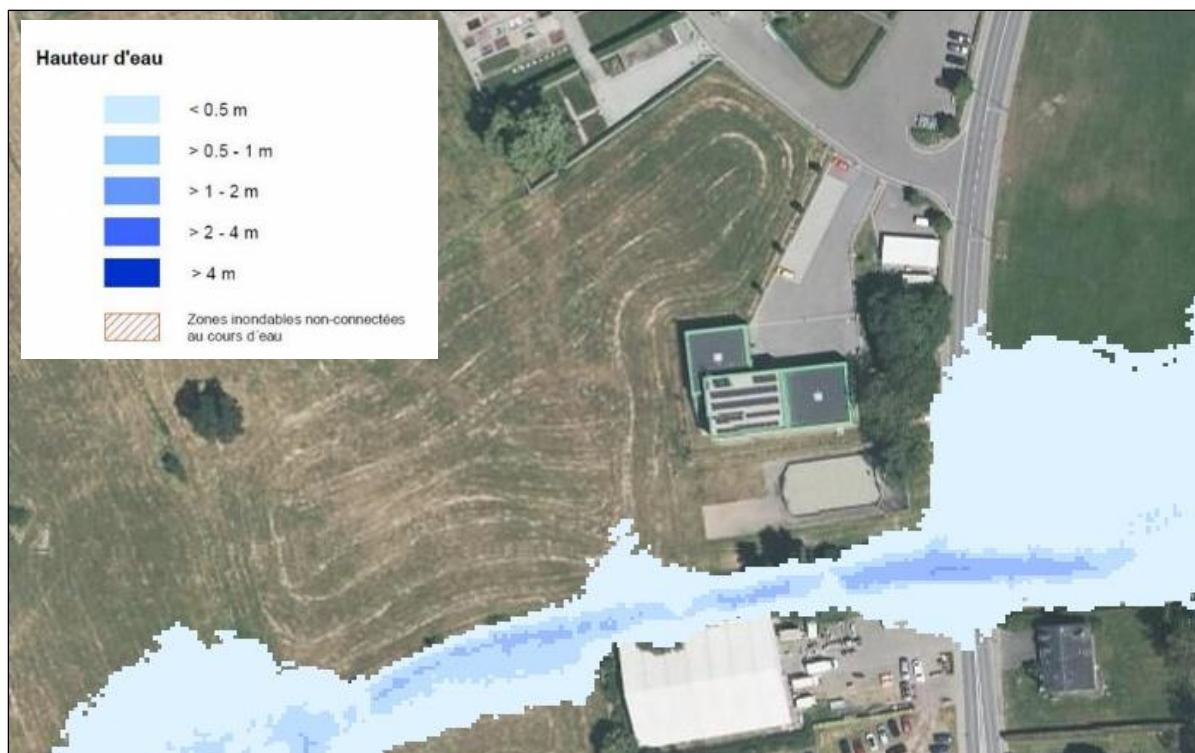 Hauteur d'eau
< 0.5 m
> 0.5 - 1 m
> 1 - 2 m
> 2 - 4 m
> 4 m
Zones inondables non-connectées
au cours d'eau